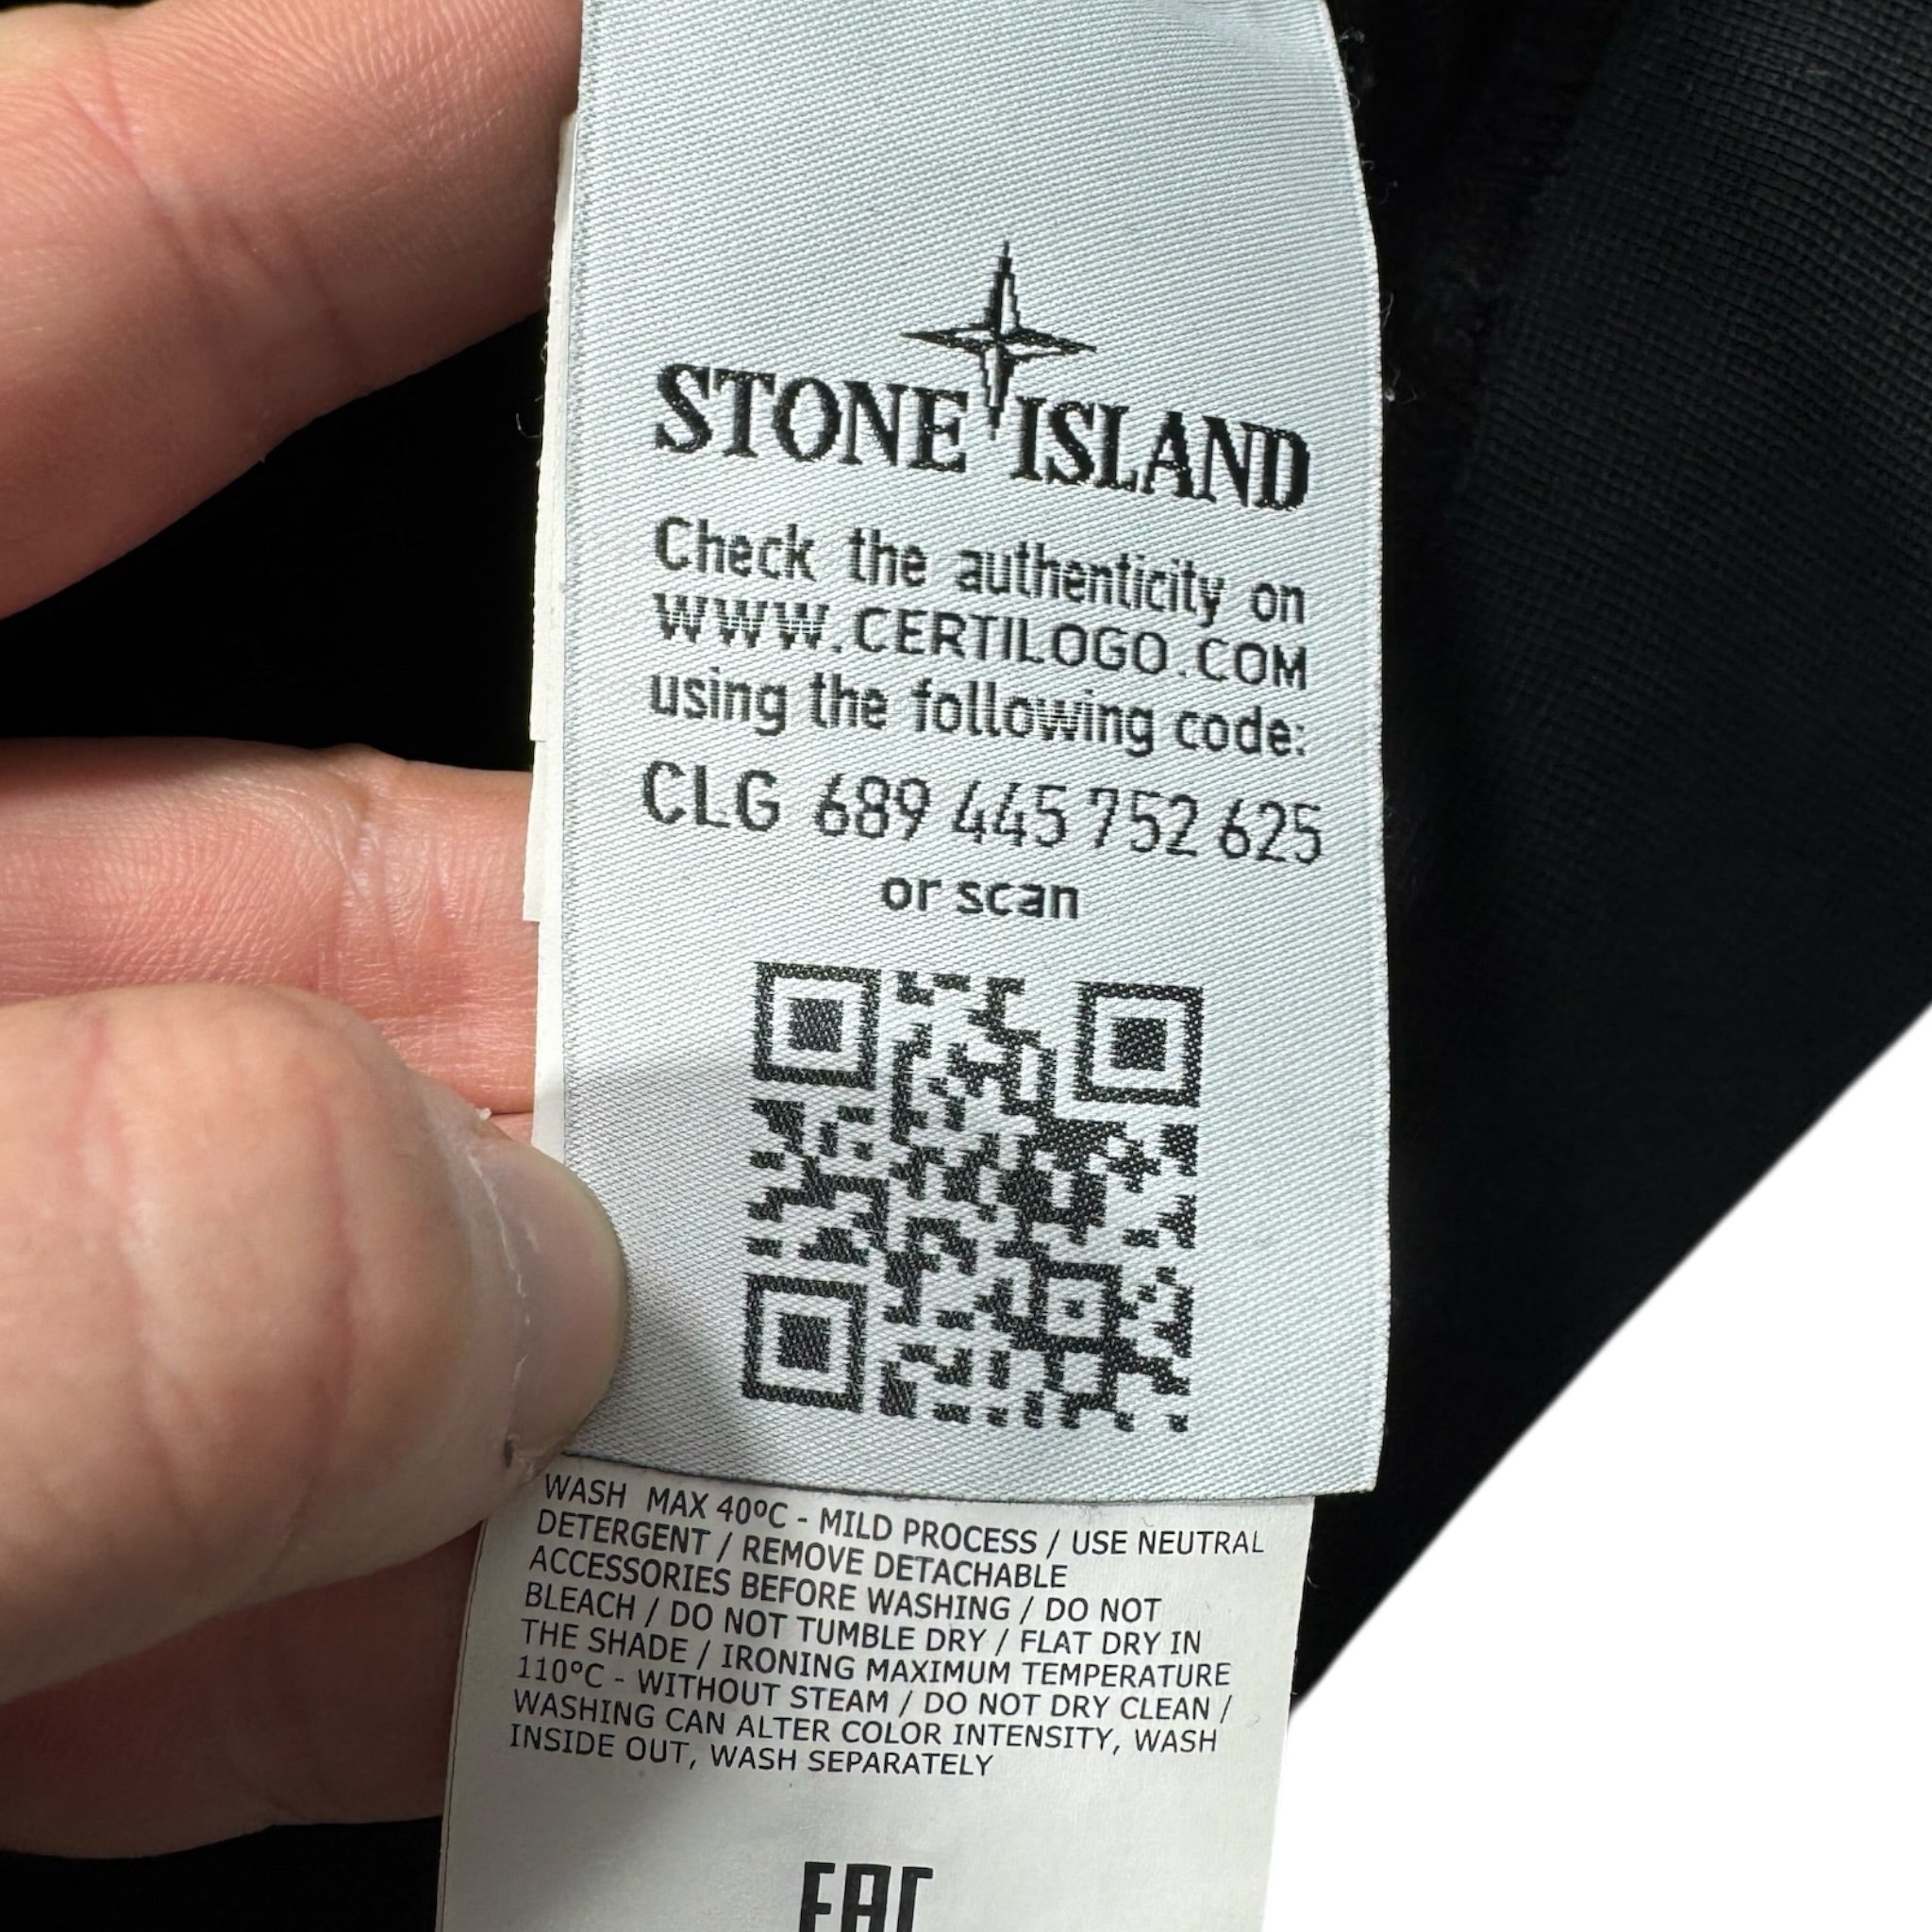 STONE ISLAND
Check the authenticity on
WWW.CERTILOGO.COM
using the following code:
CLG 689 445 752 625
or scan
WASH MAX 40ºC - MILD PROCESS / USE NEUTRAL
DETERGENT / REMOVE DETACHABLE
ACCESSORIES BEFORE WASHING / DO NOT
BLEACH / DO NOT TUMBLE DRY / FLAT DRY IN
THE SHADE / IRONING MAXIMUM TEMPERATURE
110ºC - WITHOUT STEAM / DO NOT DRY CLEAN /
WASHING CAN ALTER COLOR INTENSITY, WASH
INSIDE OUT, WASH SEPARATELY
EAC